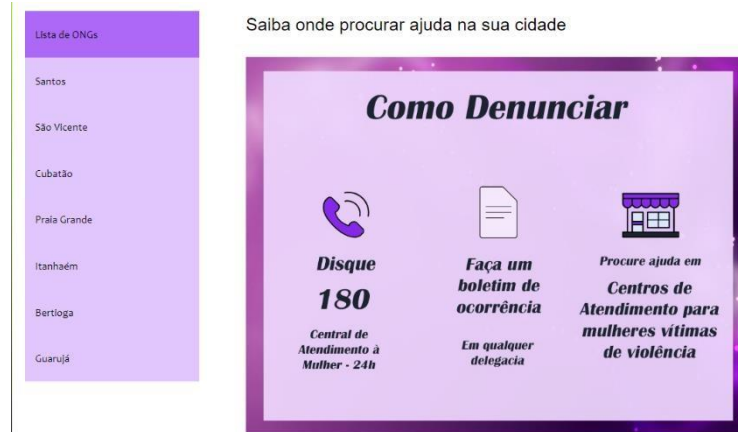 Lista de ONGs
Santos
São Vicente
Cubatão
Praia Grande
Itanhaém
Bertioga
Guarujá
Saiba onde procurar ajuda na sua cidade
Como Denunciar
Disque
180
Central de
Atendimento à
Mulher - 24h
Faça um
boletim de
ocorrência
Em qualquer
delegacia
Procure ajuda em
Centros de
Atendimento para
mulheres vítimas
de violência